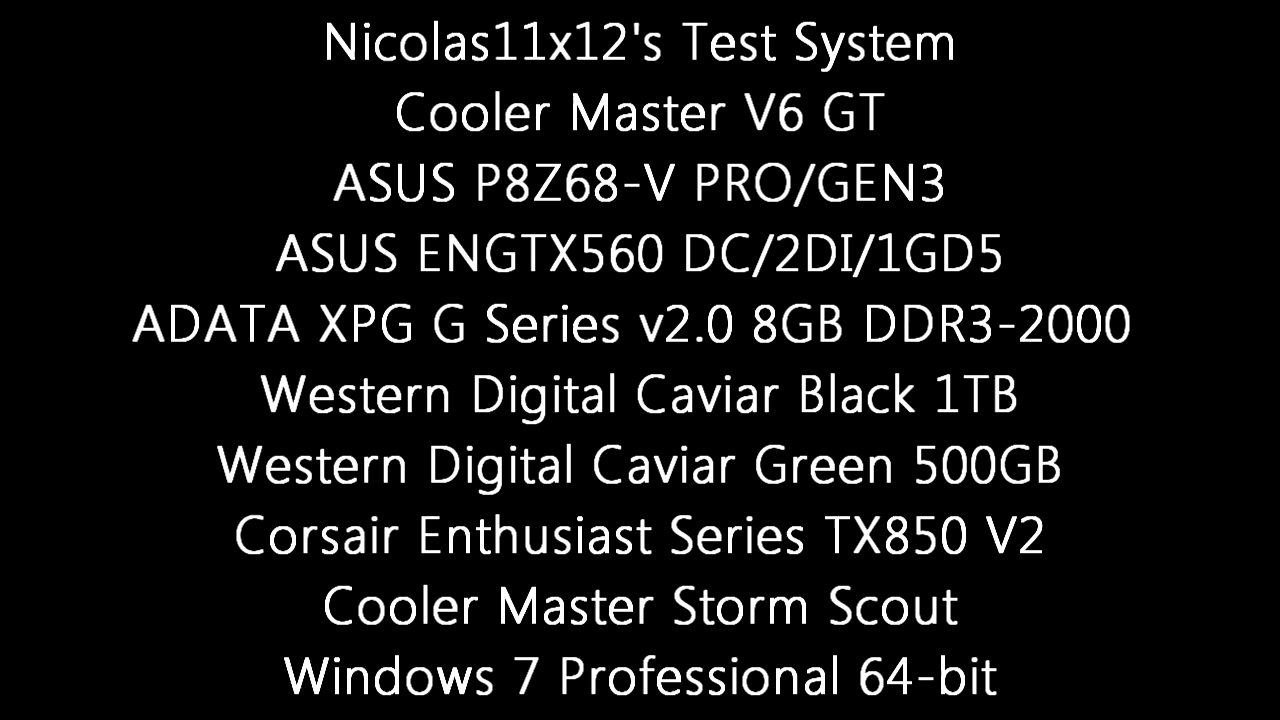 Nicolas11x12's Test System
Cooler Master V6 GT
ASUS P8Z68-V PRO/GEN3
ASUS ENGTX560 DC/2DI/1GD5
ADATA XPG G Series v2.0 8GB DDR3-2000
Western Digital Caviar Black 1TB
Western Digital Caviar Green 500GB
Corsair Enthusiast Series TX850 V2
Cooler Master Storm Scout
Windows 7 Professional 64-bit